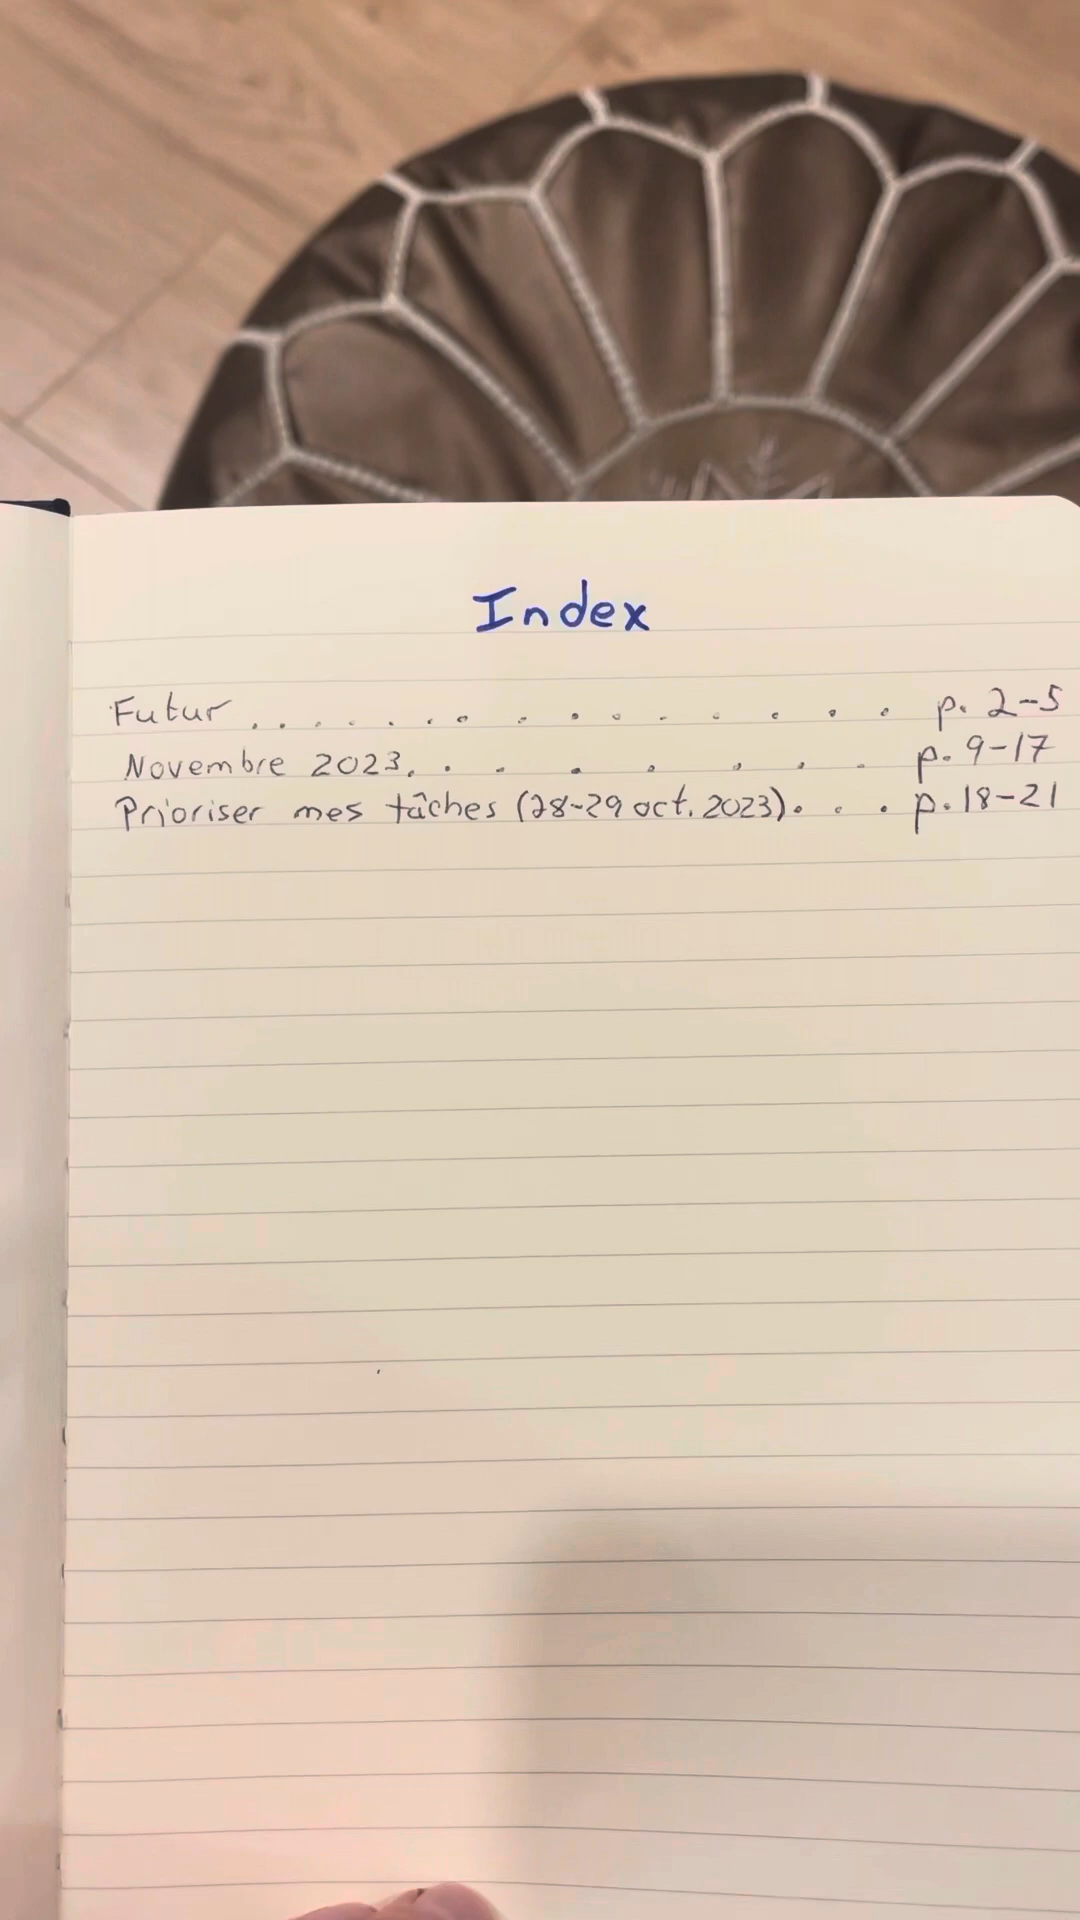 Index
Futur . . . . . . . . . . . . . . . . p. 2-5
Novembre 2023. . . . . . . . p. 9-17
Prioriser mes tâches (28-29 oct. 2023). . . p. 18-21